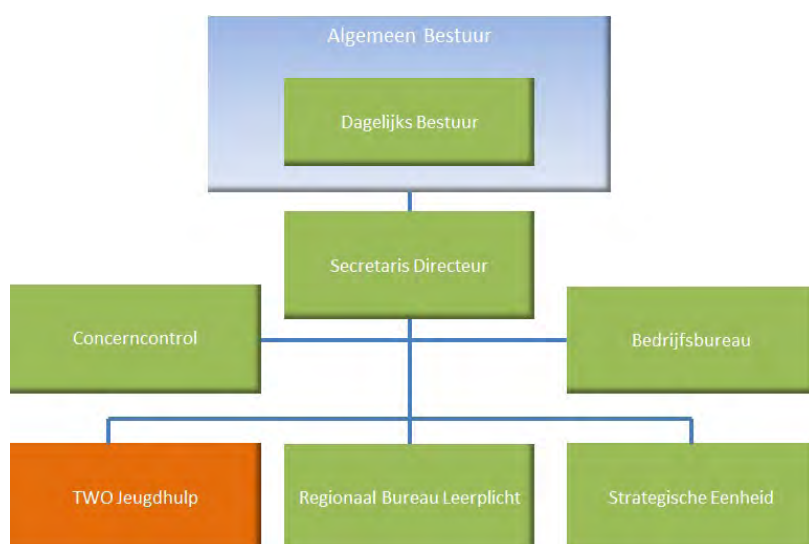 Algemeen Bestuur
Dagelijks Bestuur
Secretaris Directeur
Concerncontrol
Bedrijfsbureau
TWO Jeugdhulp
Regionaal Bureau Leerplicht
Strategische Eenheid